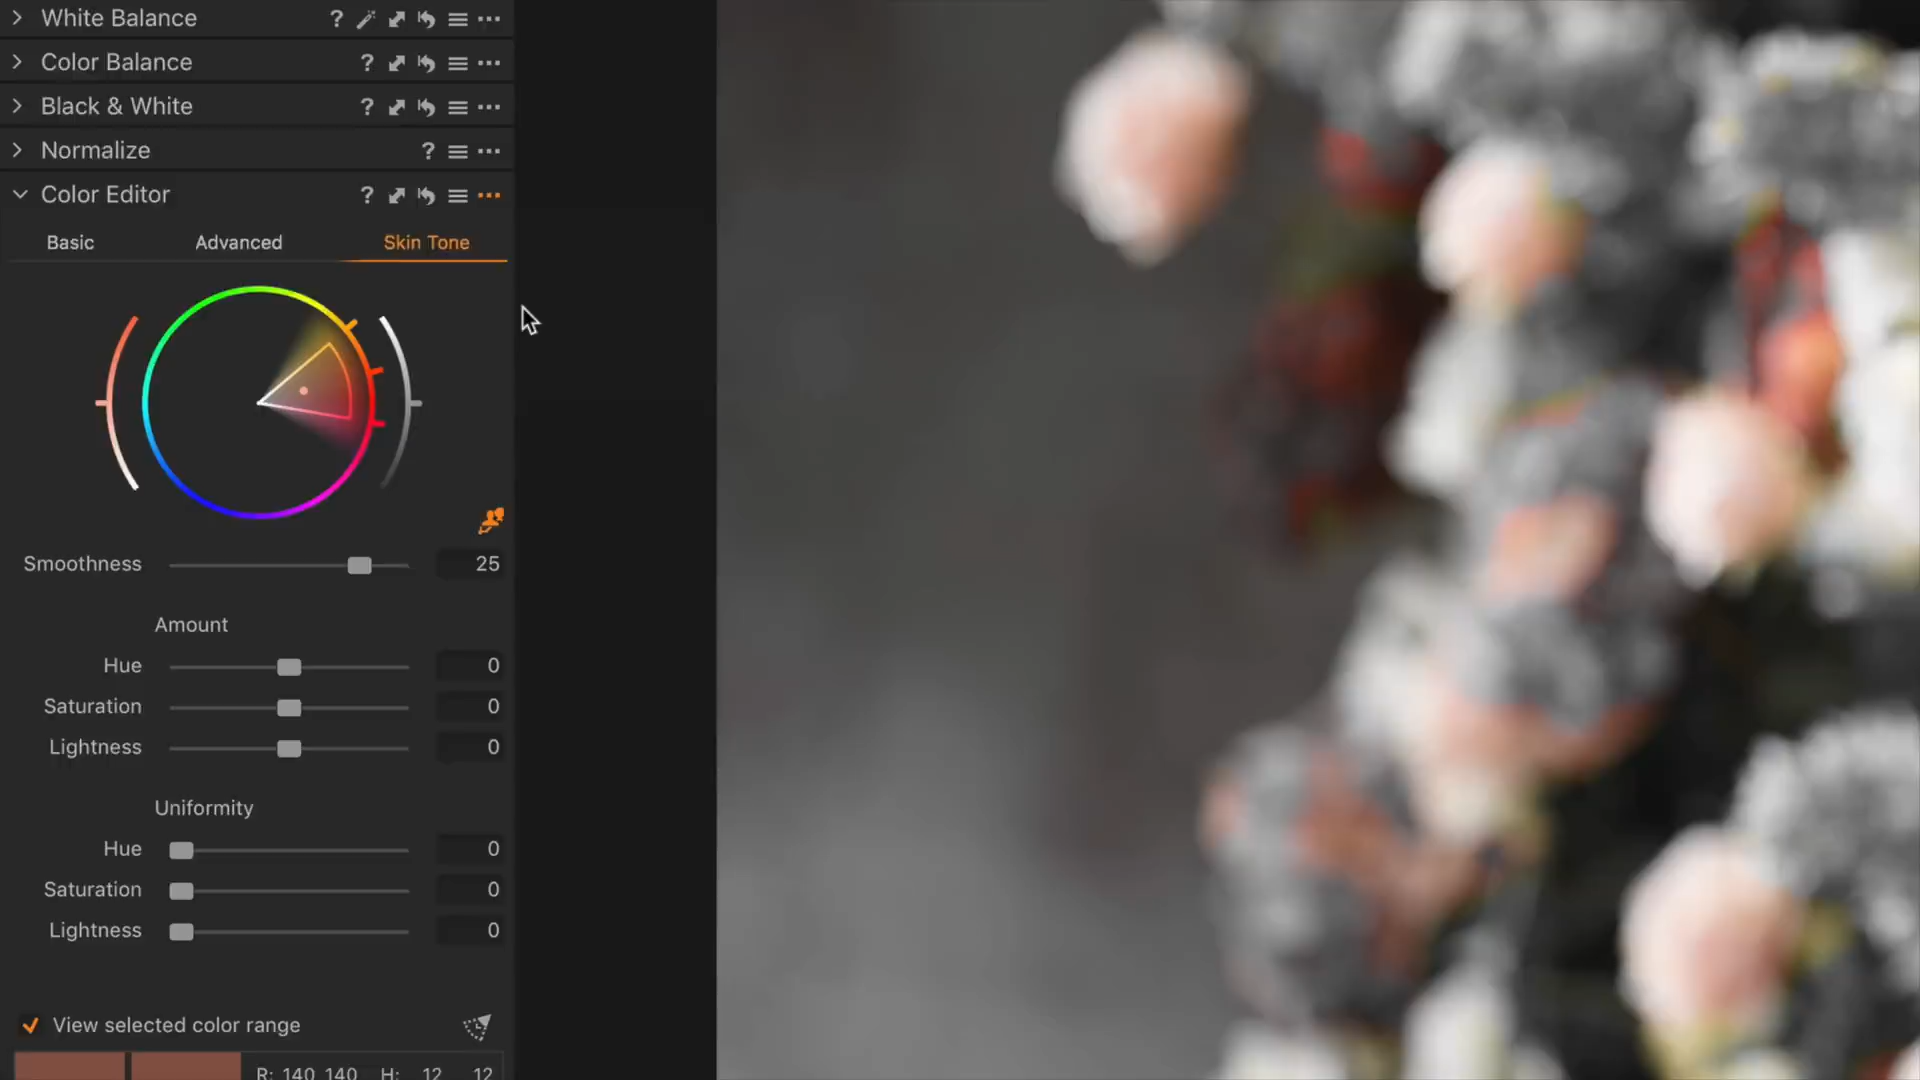 White Balance ?
Color Balance ?
Black & White ?
Normalize ?
Color Editor ?
Basic Advanced Skin Tone
Smoothness 25
Amount
Hue 0
Saturation 0
Lightness 0
Uniformity
Hue 0
Saturation 0
Lightness 0
View selected color range
R: 140 140 H: 12 12